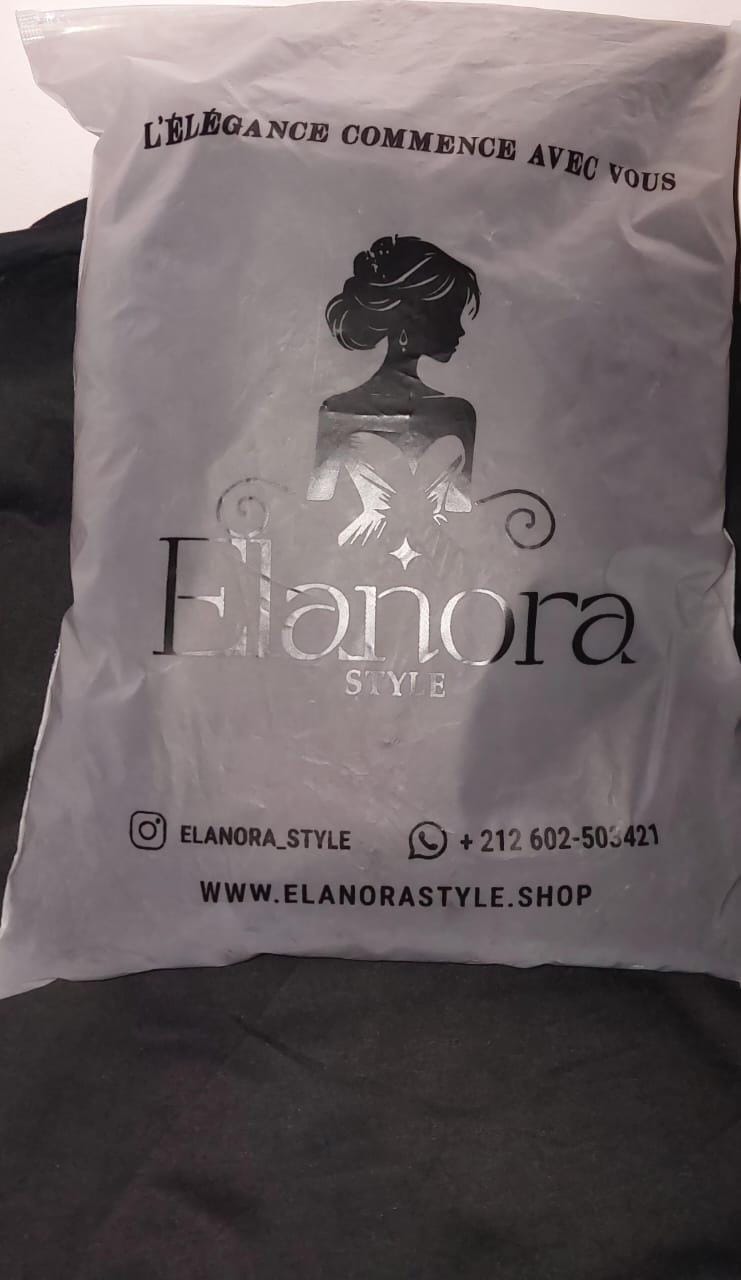 L'ÉLÉGANCE COMMENCE AVEC VOUS
Elanora
STYLE
ELANORA_STYLE
+ 212 602-503421
WWW.ELANORASTYLE.SHOP